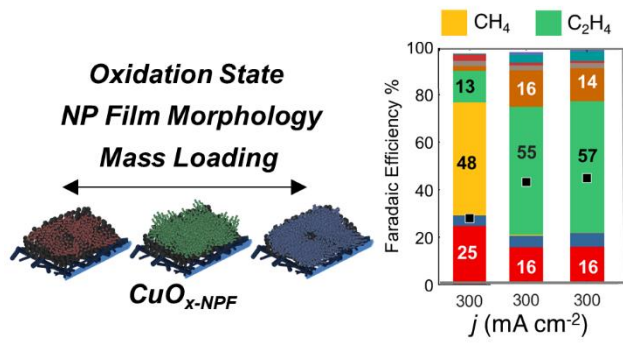 Oxidation State
NP Film Morphology
Mass Loading
CuOx-NPF
CH4
C2H4
Faradaic Efficiency %
100
80
60
40
20
0
13
48
25
16
55
16
14
57
16
300
300
300
j (mA cm-2)